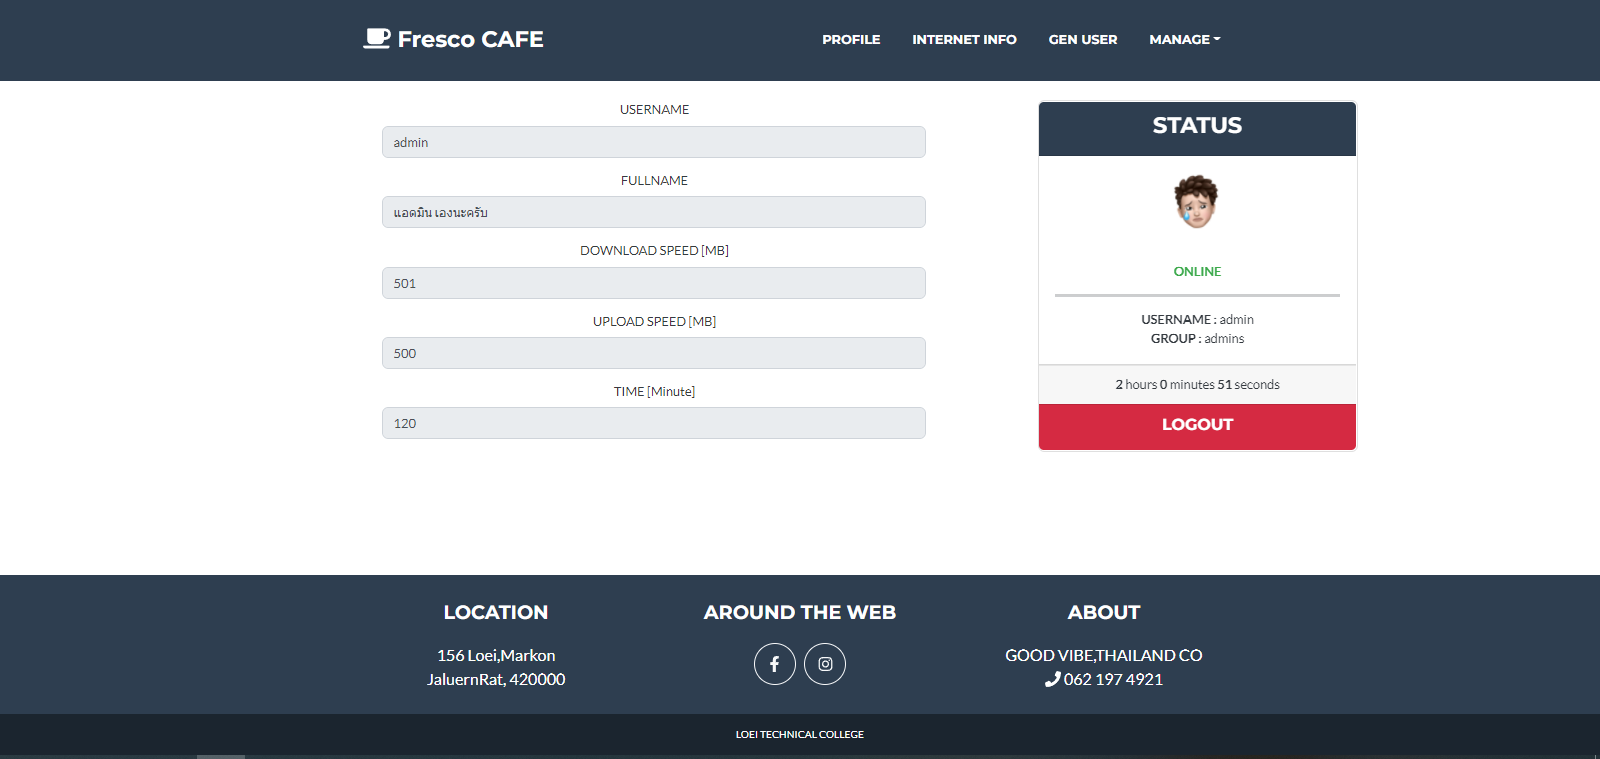 Fresco CAFE
PROFILE
INTERNET INFO
GEN USER
MANAGE
USERNAME
admin
FULLNAME
แอดมิน เองนะครับ
DOWNLOAD SPEED [MB]
501
UPLOAD SPEED [MB]
500
TIME [Minute]
120
STATUS
ONLINE
USERNAME : admin
GROUP : admins
2 hours 0 minutes 51 seconds
LOGOUT
LOCATION
156 Loei,Markon
JaluernRat, 420000
AROUND THE WEB
ABOUT
GOOD VIBE,THAILAND CO
062 197 4921
LOEI TECHNICAL COLLEGE